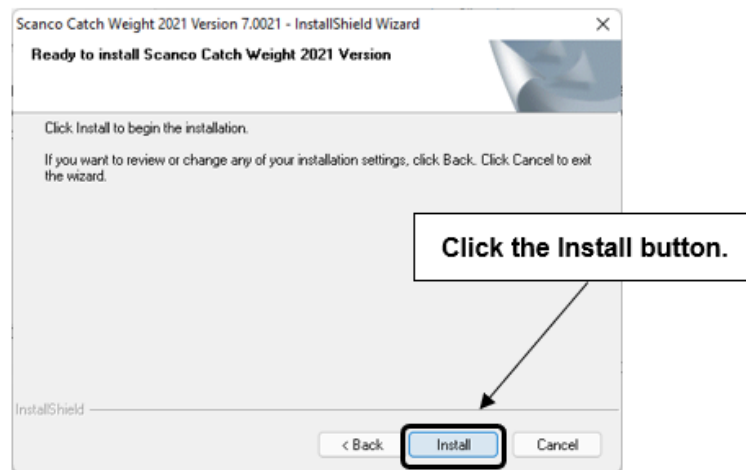 Scanco Catch Weight 2021 Version 7.0021 - InstallShield Wizard
Ready to install Scanco Catch Weight 2021 Version
Click Install to begin the installation.
If you want to review or change any of your installation settings, click Back. Click Cancel to exit
the wizard.
Click the Install button.
InstallShield
< Back
Install
Cancel